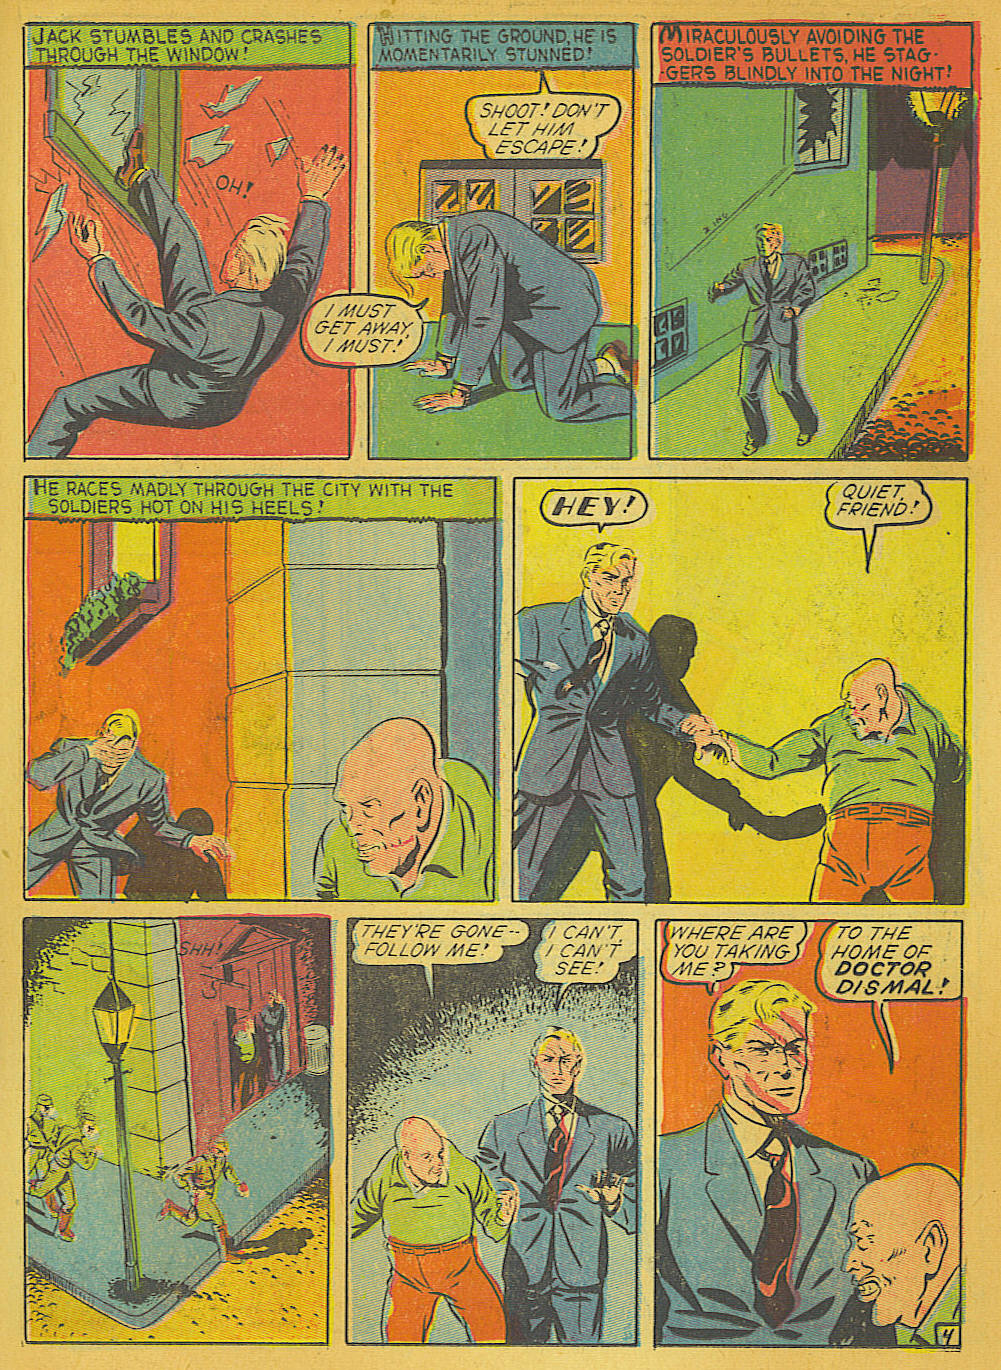 JACK STUMBLES AND CRASHES
THROUGH THE WINDOW!
OH!
HITTING THE GROUND, HE IS
MOMENTARILY STUNNED!
SHOOT! DON'T
LET HIM
ESCAPE!
I MUST
GET AWAY,
I MUST!
MIRACULOUSLY AVOIDING THE
SOLDIER'S BULLETS, HE STAG-
-GERS BLINDLY INTO THE NIGHT!
ZING
HE RACES MADLY THROUGH THE CITY WITH THE
SOLDIERS HOT ON HIS HEELS!
HEY!
QUIET,
FRIEND!
SHH!
THEY'RE GONE--
FOLLOW ME!
I CAN'T
I CAN'T
SEE!
WHERE ARE
YOU TAKING
ME?
TO THE
HOME OF
DOCTOR
DISMAL!
4